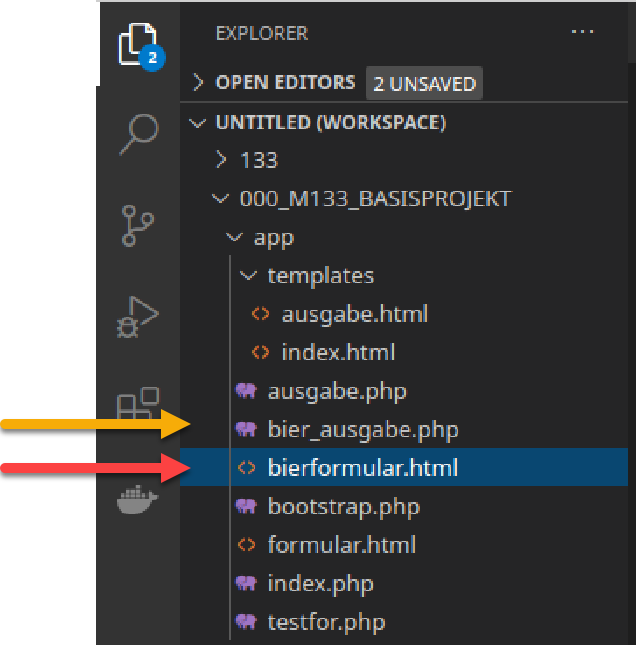 EXPLORER ...
2
OPEN EDITORS 2 UNSAVED
UNTITLED (WORKSPACE)
133
000_M133_BASISPROJEKT
app
templates
<> ausgabe.html
<> index.html
ausgabe.php
bier_ausgabe.php
<> bierformular.html
bootstrap.php
<> formular.html
index.php
testfor.php